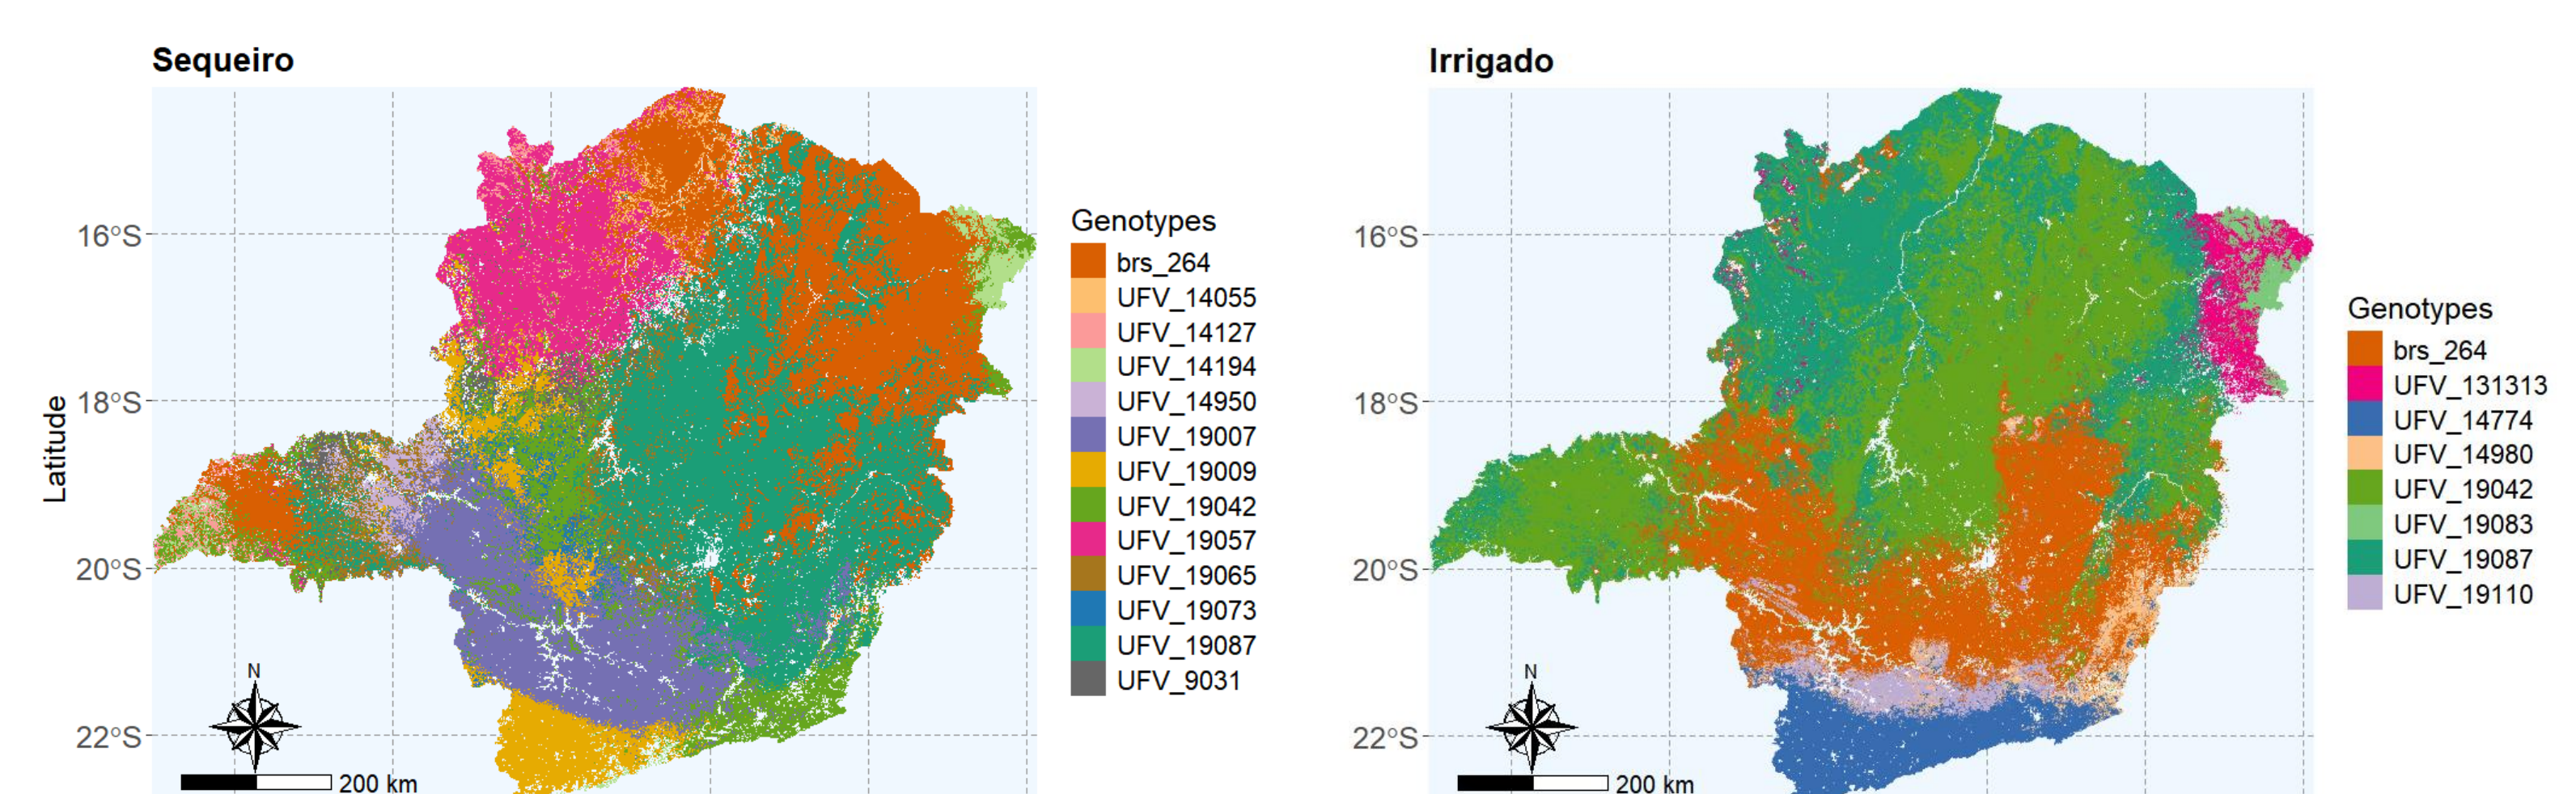 Sequeiro
Latitude
16°S
18°S
20°S
22°S
N
200 km
Genotypes
brs_264
UFV_14055
UFV_14127
UFV_14194
UFV_14950
UFV_19007
UFV_19009
UFV_19042
UFV_19057
UFV_19065
UFV_19073
UFV_19087
UFV_9031
Irrigado
16°S
18°S
20°S
22°S
N
200 km
Genotypes
brs_264
UFV_131313
UFV_14774
UFV_14980
UFV_19042
UFV_19083
UFV_19087
UFV_19110